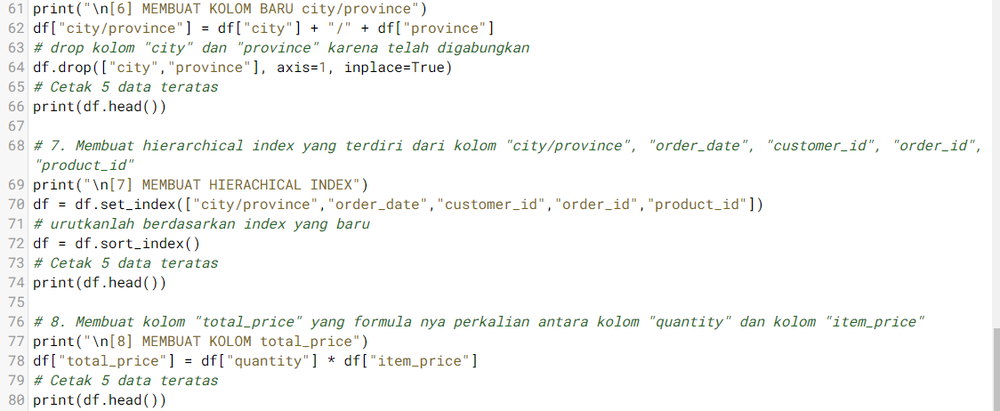 61 print("\n[6] MEMBUAT KOLOM BARU city/province")
62 df["city/province"] = df["city"] + "/" + df["province"]
63 # drop kolom "city" dan "province" karena telah digabungkan
64 df.drop(["city","province"], axis=1, inplace=True)
65 # Cetak 5 data teratas
66 print(df.head())
67
68 # 7. Membuat hierarchical index yang terdiri dari kolom "city/province", "order_date", "customer_id", "order_id",
"product_id"
69 print("\n[7] MEMBUAT HIERACHICAL INDEX")
70 df = df.set_index(["city/province","order_date","customer_id","order_id","product_id"])
71 # urutkanlah berdasarkan index yang baru
72 df = df.sort_index()
73 # Cetak 5 data teratas
74 print(df.head())
75
76 # 8. Membuat kolom "total_price" yang formula nya perkalian antara kolom "quantity" dan kolom "item_price"
77 print("\n[8] MEMBUAT KOLOM total_price")
78 df["total_price"] = df["quantity"] * df["item_price"]
79 # Cetak 5 data teratas
80 print(df.head())